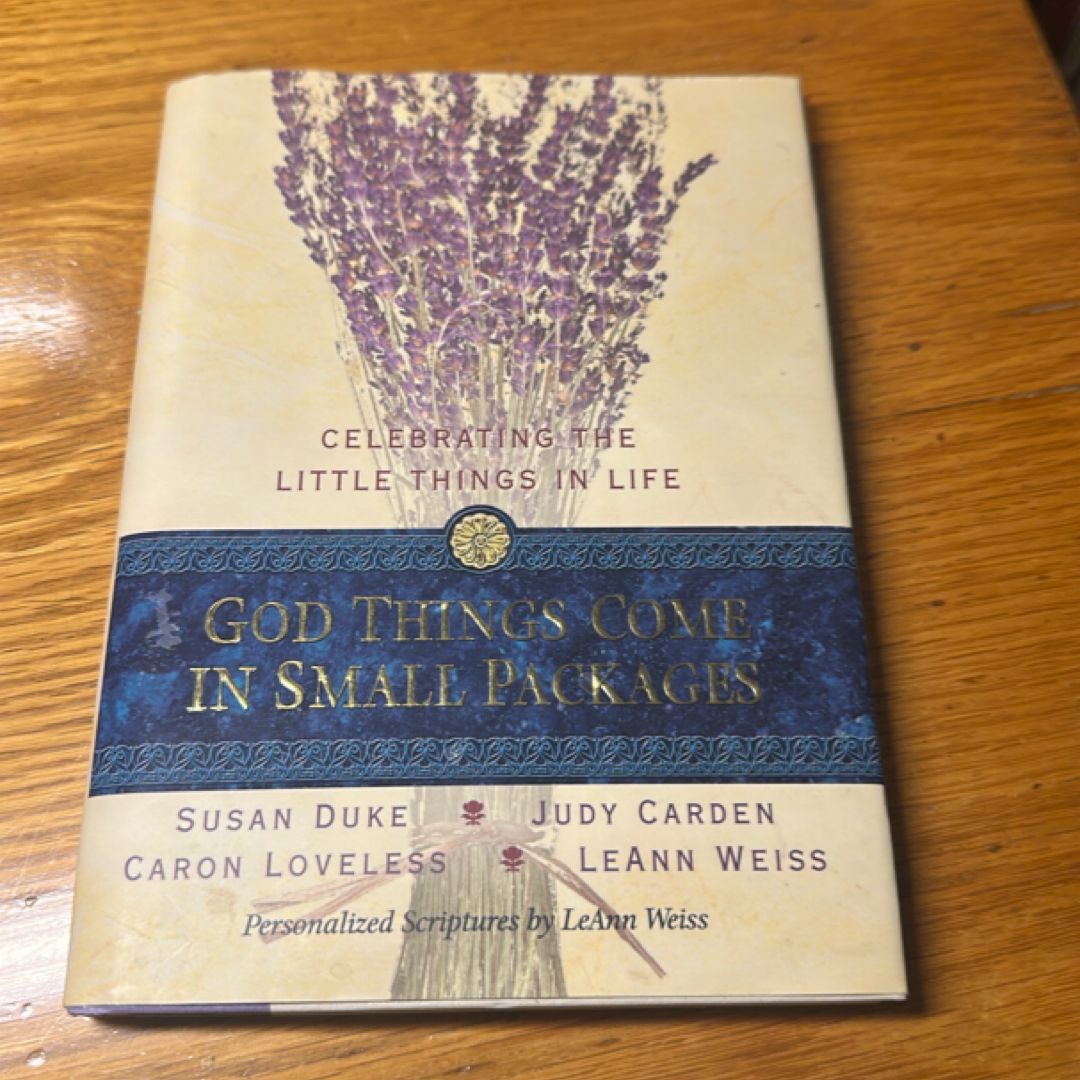 CELEBRATING THE
LITTLE THINGS IN LIFE
GOD THINGS COME
IN SMALL PACKAGES
SUSAN DUKE JUDY CARDEN
CARON LOVELESS LEANN WEISS
Personalized Scriptures by LeAnn Weiss